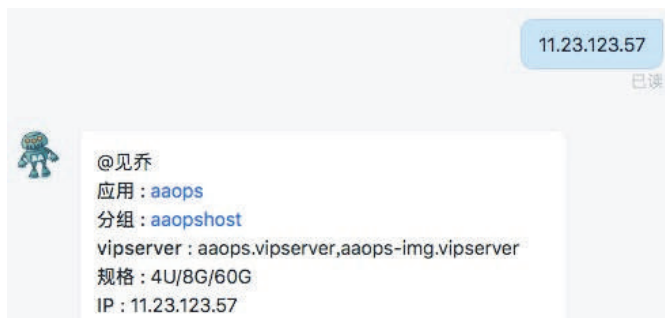 11.23.123.57
已读
@见乔
应用 : aaops
分组 : aaopshost
vipserver : aaops.vipserver,aaops-img.vipserver
规格 : 4U/8G/60G
IP : 11.23.123.57